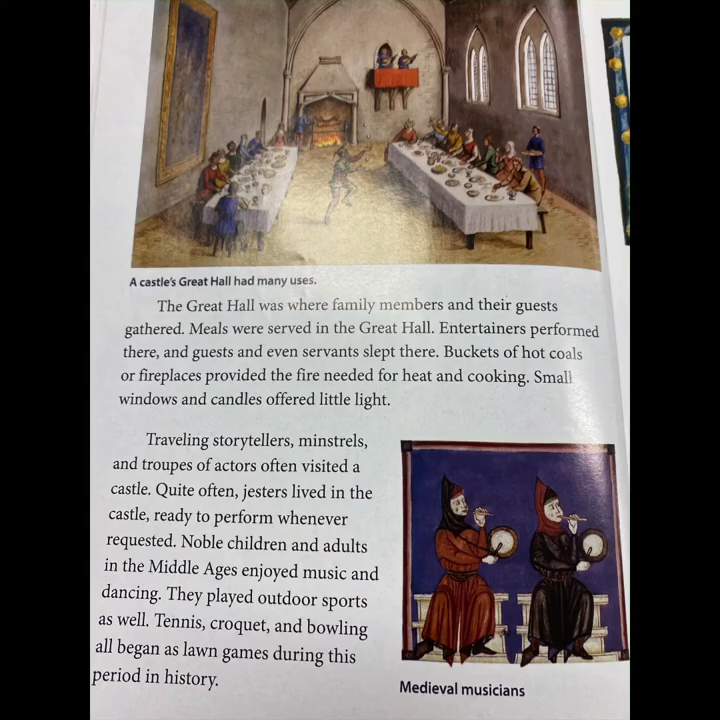 A castle's Great Hall had many uses.
The Great Hall was where family members and their guests
gathered. Meals were served in the Great Hall. Entertainers performed
there, and guests and even servants slept there. Buckets of hot coals
or fireplaces provided the fire needed for heat and cooking. Small
windows and candles offered little light.
Traveling storytellers, minstrels,
and troupes of actors often visited a
castle. Quite often, jesters lived in the
castle, ready to perform whenever
requested. Noble children and adults
in the Middle Ages enjoyed music and
dancing. They played outdoor sports
as well. Tennis, croquet, and bowling
all began as lawn games during this
period in history.
Medieval musicians